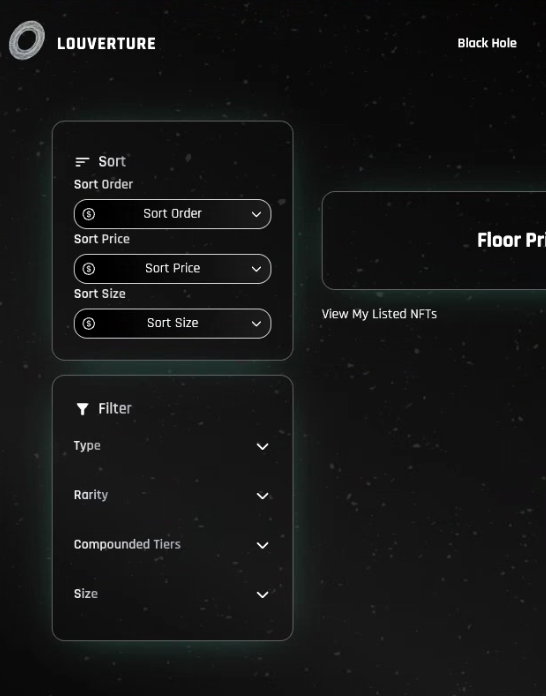 LOUVERTURE
Black Hole
Sort
Sort Order
Sort Order
Sort Price
Sort Price
Sort Size
Sort Size
Floor Pri
View My Listed NFTs
Filter
Type
Rarity
Compounded Tiers
Size